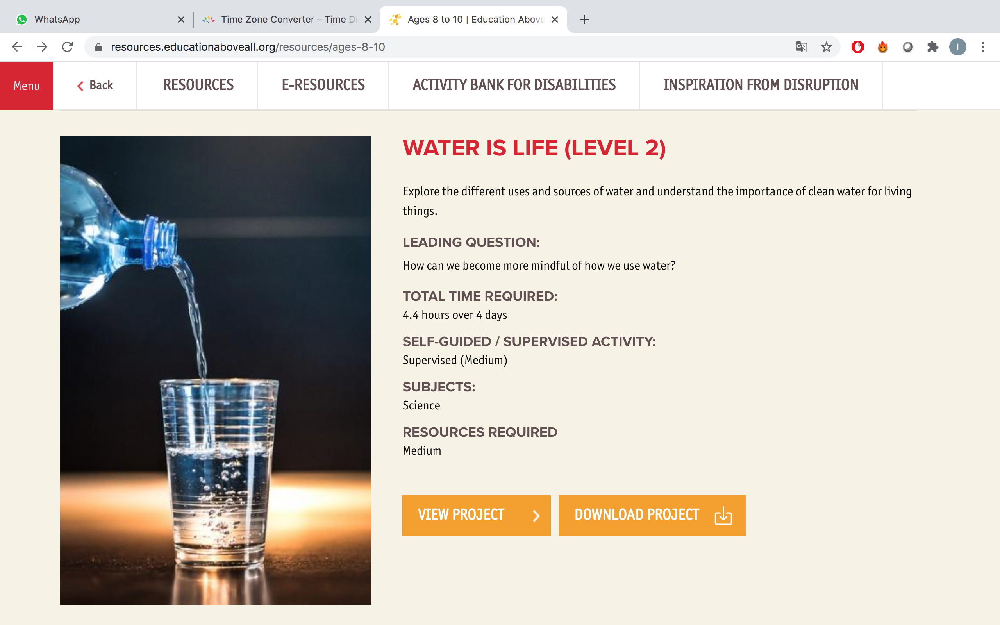 WhatsApp
Time Zone Converter – Time Di
Ages 8 to 10 | Education Above
resources.educationaboveall.org/resources/ages-8-10
I
Menu
Back
RESOURCES
E-RESOURCES
ACTIVITY BANK FOR DISABILITIES
INSPIRATION FROM DISRUPTION
WATER IS LIFE (LEVEL 2)
Explore the different uses and sources of water and understand the importance of clean water for living
things.
LEADING QUESTION:
How can we become more mindful of how we use water?
TOTAL TIME REQUIRED:
4.4 hours over 4 days
SELF-GUIDED / SUPERVISED ACTIVITY:
Supervised (Medium)
SUBJECTS:
Science
RESOURCES REQUIRED
Medium
VIEW PROJECT
DOWNLOAD PROJECT